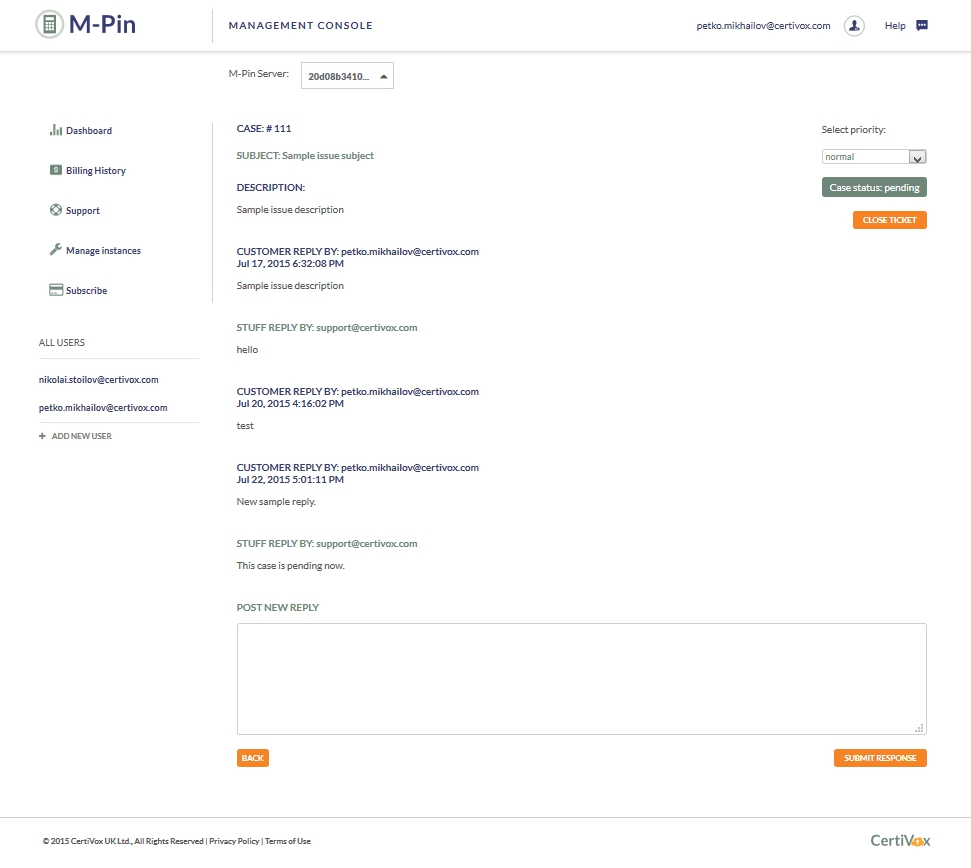 M-Pin
MANAGEMENT CONSOLE
petko.mikhailov@certivox.com
Help
M-Pin Server:
20d08b3410...
Dashboard
Billing History
Support
Manage instances
Subscribe
ALL USERS
nikolai.stoilov@certivox.com
petko.mikhailov@certivox.com
+ ADD NEW USER
CASE: # 111
SUBJECT: Sample issue subject
DESCRIPTION:
Sample issue description
CUSTOMER REPLY BY: petko.mikhailov@certivox.com
Jul 17, 2015 6:32:08 PM
Sample issue description
STUFF REPLY BY: support@certivox.com
hello
CUSTOMER REPLY BY: petko.mikhailov@certivox.com
Jul 20, 2015 4:16:02 PM
test
CUSTOMER REPLY BY: petko.mikhailov@certivox.com
Jul 22, 2015 5:01:11 PM
New sample reply.
STUFF REPLY BY: support@certivox.com
This case is pending now.
POST NEW REPLY
BACK
SUBMIT RESPONSE
Select priority:
normal
Case status: pending
CLOSE TICKET
© 2015 CertiVox UK Ltd., All Rights Reserved | Privacy Policy | Terms of Use
CertiVox